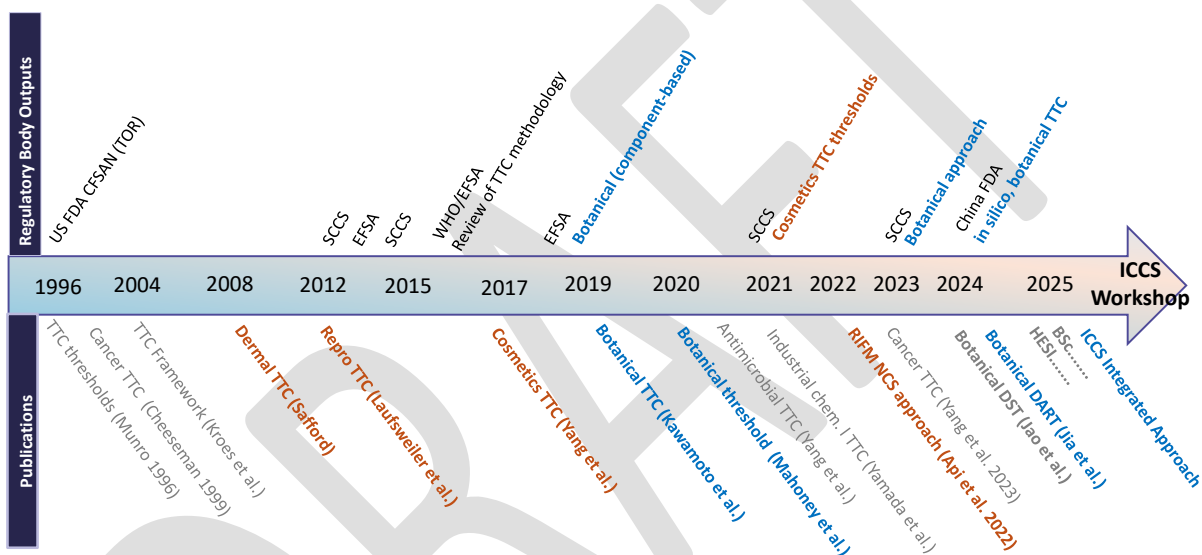 Regulatory Body Outputs
US FDA CFSAN (TOR)
SCCS
EFSA
SCCS
WHO/EFSA
Review of TTC methodology
EFSA
Botanical (component-based)
SCCS
Cosmetics TTC thresholds
SCCS
Botanical approach
China FDA
in silico, botanical TTC
1996
2004
2008
2012
2015
2017
2019
2020
2021
2022
2023
2024
2025
ICCS
Workshop
Publications
TTC thresholds (Munro 1996)
Cancer TTC (Cheeseman 1999)
TTC Framework (Kroes et al.)
Dermal TTC (Safford)
Repro TTC (Laufsweiler et al.)
Cosmetics TTC (Yang et al.)
Botanical TTC (Kawamoto et al.)
Botanical threshold (Mahoney et al.)
Antimicrobial TTC (Yang et al.)
Industrial chem. I TTC (Yamada et al.)
RIFM NCS approach (Api et al. 2022)
Cancer TTC (Yang et al. 2023)
Botanical DST (Jao et al.)
Botanical DART (Jia et al.)
HESI......
BSC......
ICCS Integrated Approach
DRAFT